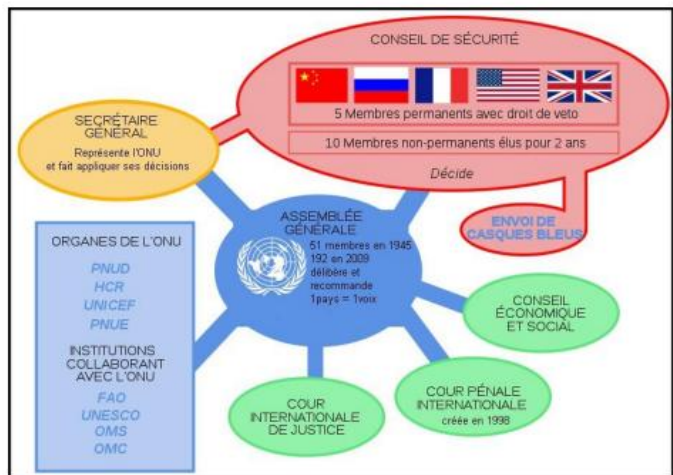 CONSEIL DE SÉCURITÉ
5 Membres permanents avec droit de veto
10 Membres non-permanents élus pour 2 ans
Décide
ENVOI DE
CASQUES BLEUS
SECRÉTAIRE
GÉNÉRAL
Représente l'ONU
et fait appliquer ses décisions
ASSEMBLÉE
GÉNÉRALE
51 membres en 1945
192 en 2009
délibère et
recommande
1pays = 1voix
ORGANES DE L'ONU
PNUD
HCR
UNICEF
PNUE
INSTITUTIONS
COLLABORANT
AVEC L'ONU
FAO
UNESCO
OMS
OMC
CONSEIL
ÉCONOMIQUE
ET SOCIAL
COUR PÉNALE
INTERNATIONALE
créée en 1998
COUR
INTERNATIONALE
DE JUSTICE